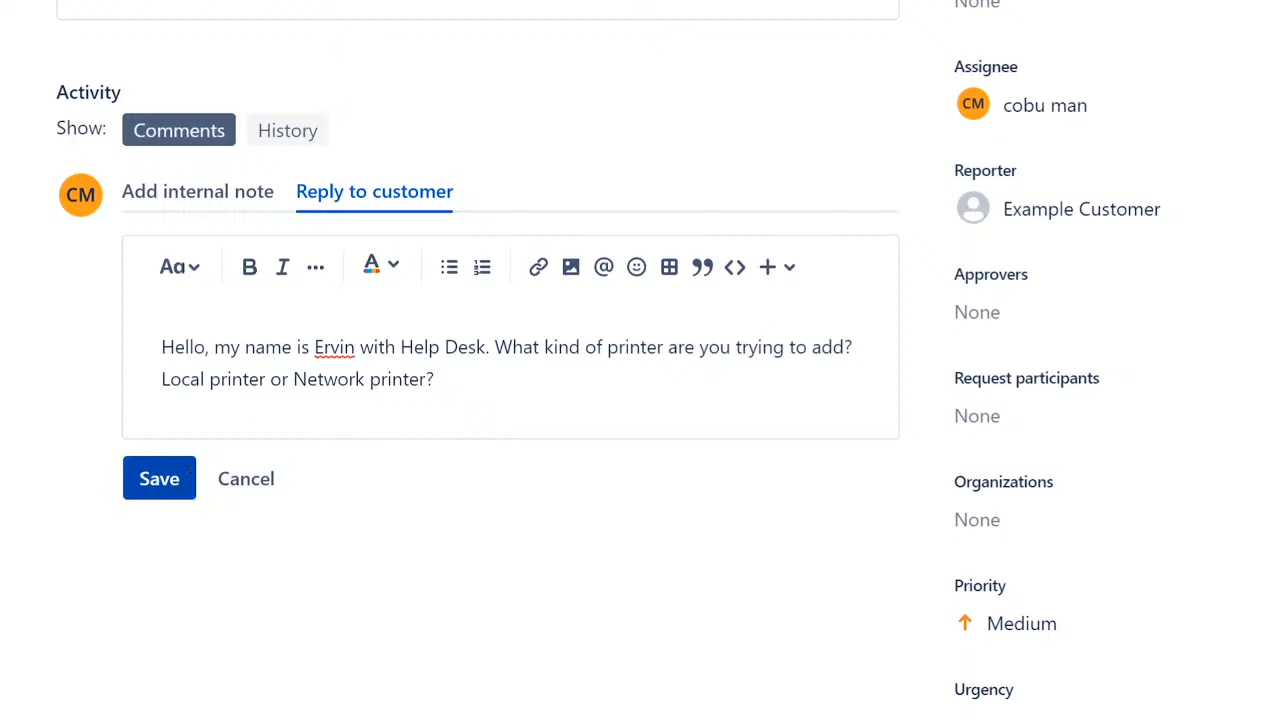 None
Activity
Show: Comments History
CM Add internal note Reply to customer
Aa B I ... A
Hello, my name is Ervin with Help Desk. What kind of printer are you trying to add?
Local printer or Network printer?
Save Cancel
Assignee
CM cobu man
Reporter
Example Customer
Approvers
None
Request participants
None
Organizations
None
Priority
Medium
Urgency